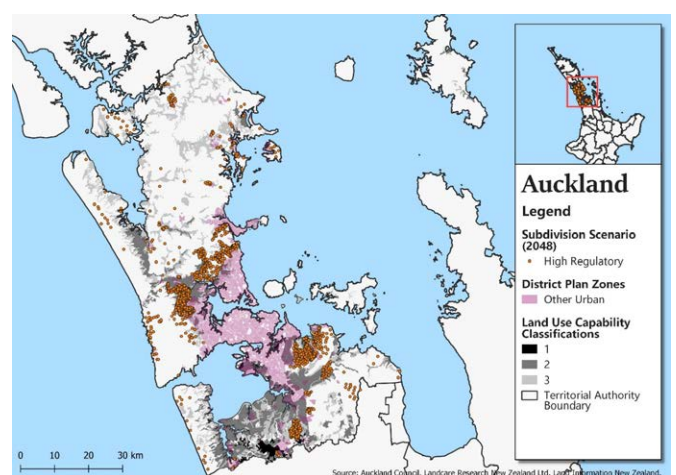 Auckland
Legend
Subdivision Scenario
(2048)
High Regulatory
District Plan Zones
Other Urban
Land Use Capability
Classifications
1
2
3
Territorial Authority
Boundary
0 10 20 30 km
Source: Auckland Council, Landcare Research New Zealand Ltd, Land Information New Zealand.